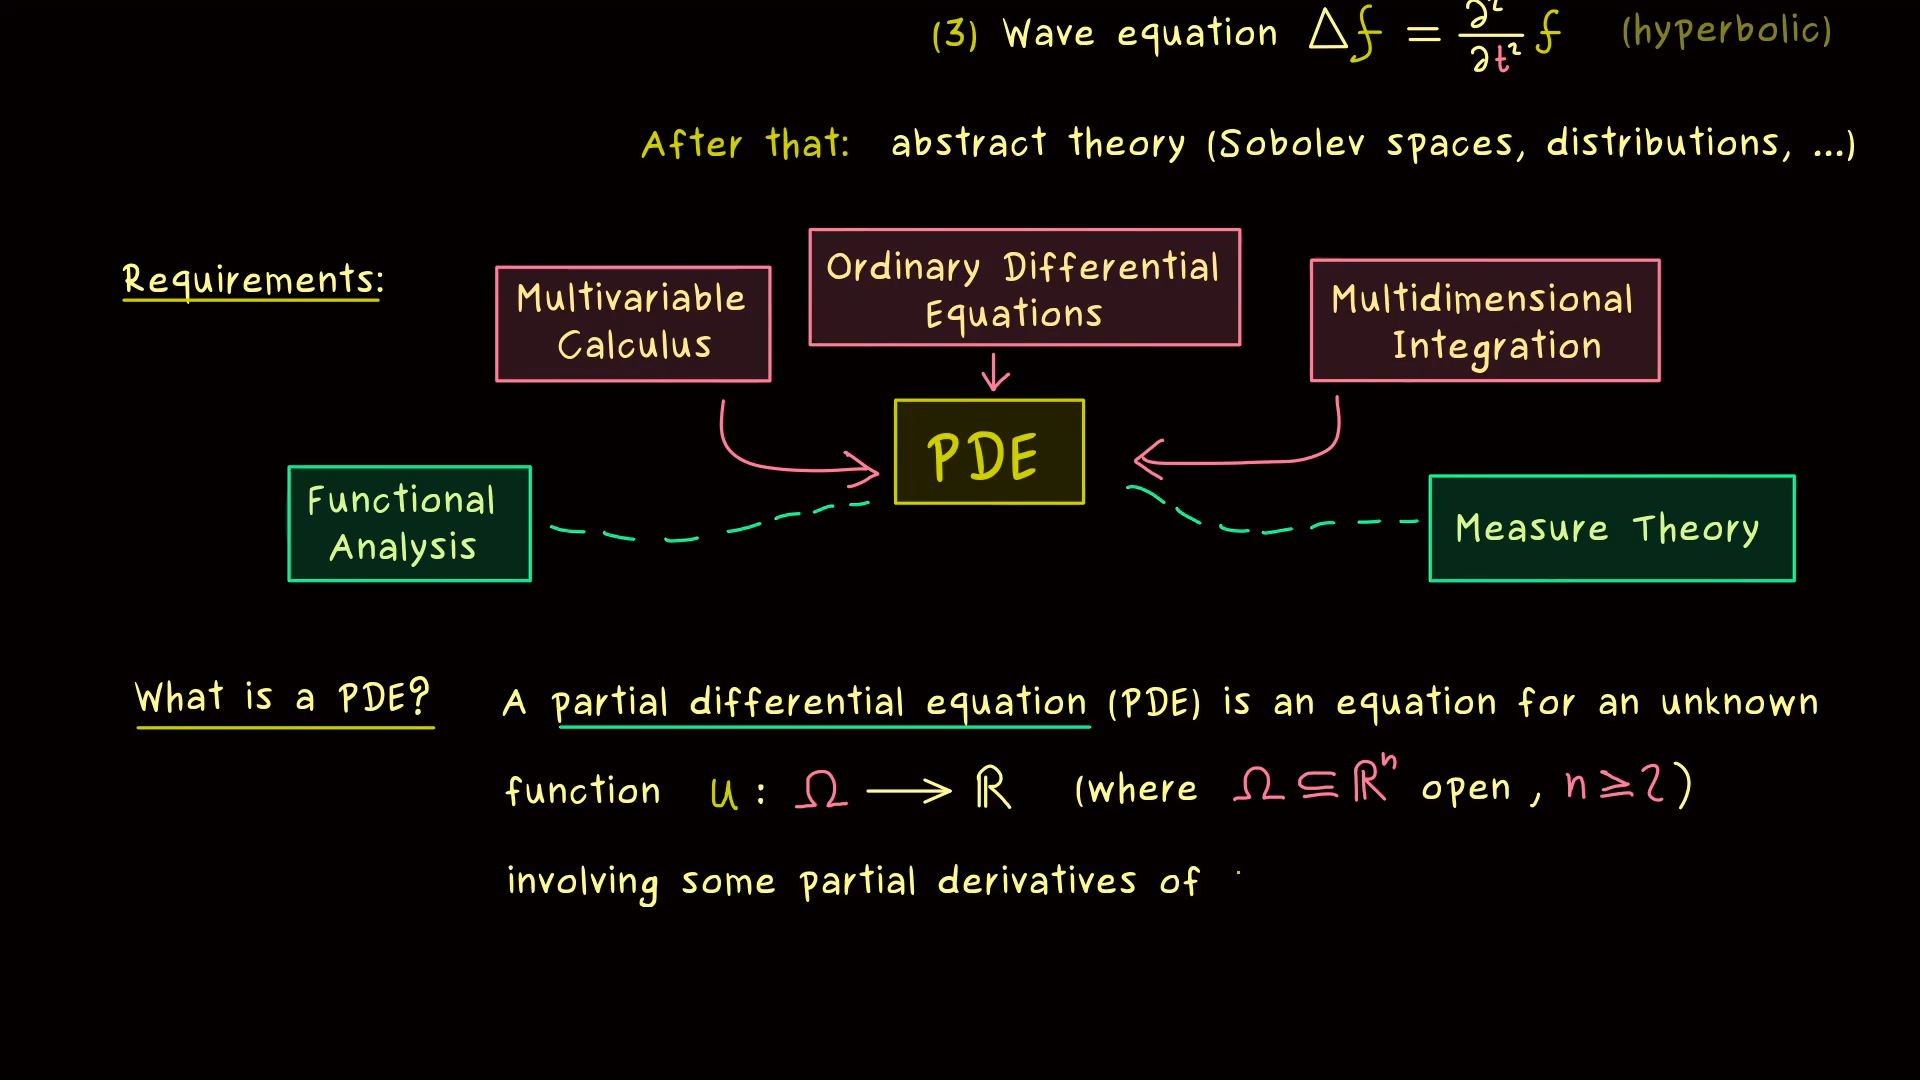 (3) Wave equation Δf = ∂²/∂t² f (hyperbolic)
After that: abstract theory (Sobolev spaces, distributions, ...)
Requirements:
Multivariable
Calculus
Ordinary Differential
Equations
Multidimensional
Integration
PDE
Functional
Analysis
Measure Theory
What is a PDE? A partial differential equation (PDE) is an equation for an unknown
function u : Ω ⟶ ℝ (where Ω ⊆ ℝⁿ open , n ≥ 2)
involving some partial derivatives of